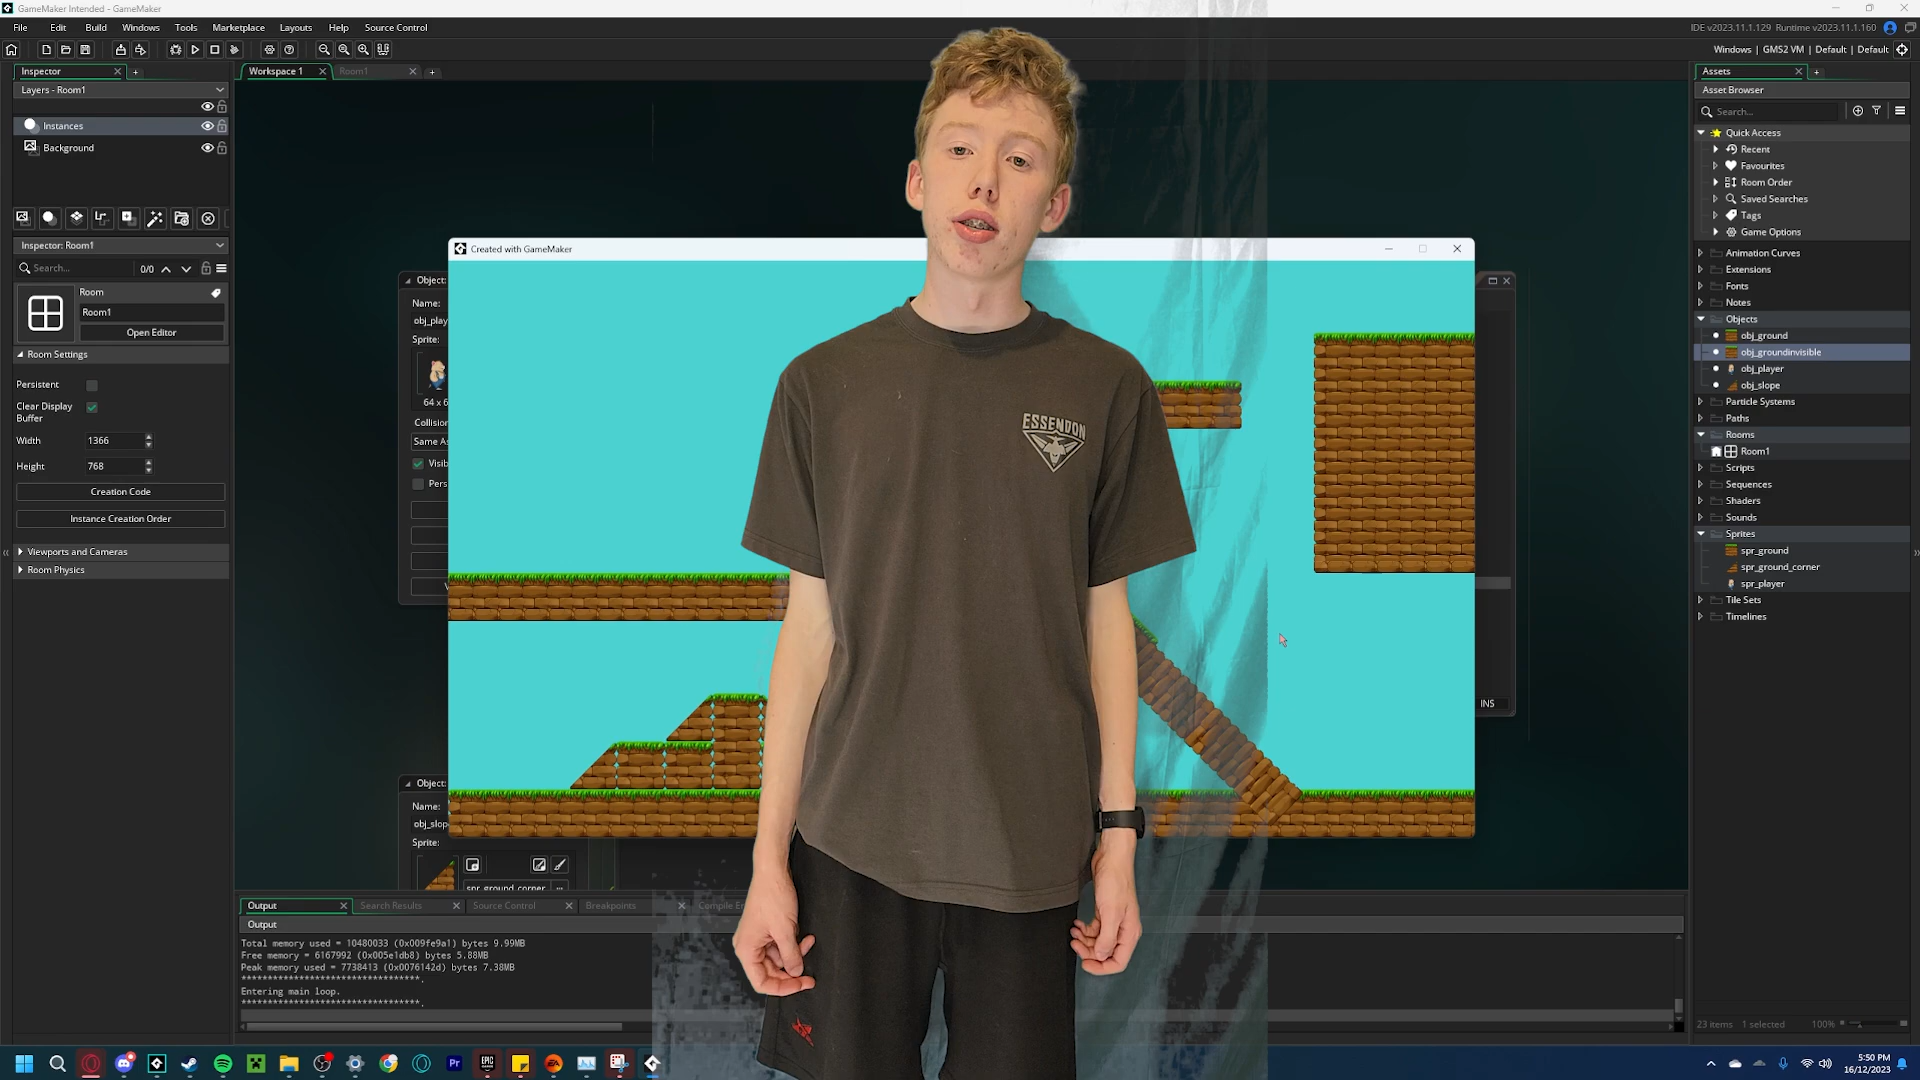 GameMaker Intended - GameMaker
File Edit Build Windows Tools Marketplace Layouts Help Source Control
IDE v2023.11.1.129 Runtime v2023.11.1.160
Windows | GMS2 VM | Default | Default
Inspector
Workspace 1
Room1
Assets
Layers - Room1
Asset Browser
Search...
Instances
Background
Quick Access
Recent
Favourites
Room Order
Saved Searches
Tags
Game Options
Inspector: Room1
Search...
0/0
Room
Room1
Open Editor
Room Settings
Persistent
Clear Display
Buffer
Width 1366
Height 768
Creation Code
Instance Creation Order
Viewports and Cameras
Room Physics
Created with GameMaker
Object:
Name:
obj_play
Sprite:
64 x 6
Collision
Same As
Visib
Pers
ESSENDON
INS
Object:
Name:
obj_slop
Sprite:
spr_ground_corner
Animation Curves
Extensions
Fonts
Notes
Objects
obj_ground
obj_groundinvisible
obj_player
obj_slope
Particle Systems
Paths
Rooms
Room1
Scripts
Sequences
Shaders
Sounds
Sprites
spr_ground
spr_ground_corner
spr_player
Tile Sets
Timelines
Output
Search Results
Source Control
Breakpoints
Compile Er
Output
Total memory used = 10480033 (0x009fe9a1) bytes 9.99MB
Free memory = 6167992 (0x005e1db8) bytes 5.88MB
Peak memory used = 7738413 (0x0076142d) bytes 7.38MB
Entering main loop.
23 items 1 selected 100%
Pr
EPIC
EA
5:50 PM
16/12/2023